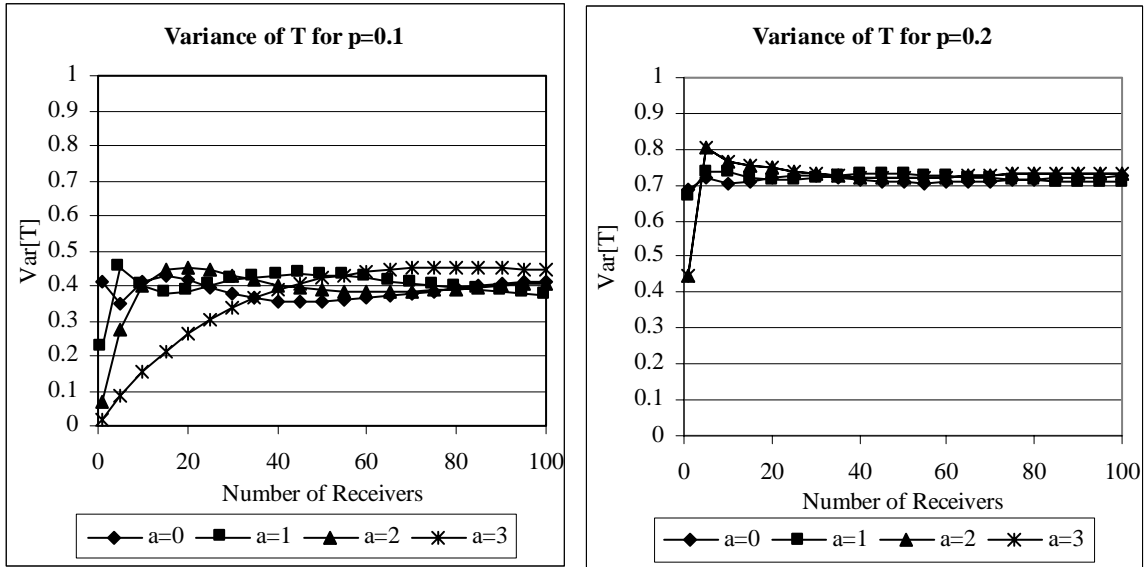 Variance of T for p=0.1
1
0.9
0.8
0.7
0.6
0.5
0.4
0.3
0.2
0.1
0
Var[T]
0 20 40 60 80 100
Number of Receivers
a=0 a=1 a=2 a=3
Variance of T for p=0.2
1
0.9
0.8
0.7
0.6
0.5
0.4
0.3
0.2
0.1
0
Var[T]
0 20 40 60 80 100
Number of Receivers
a=0 a=1 a=2 a=3